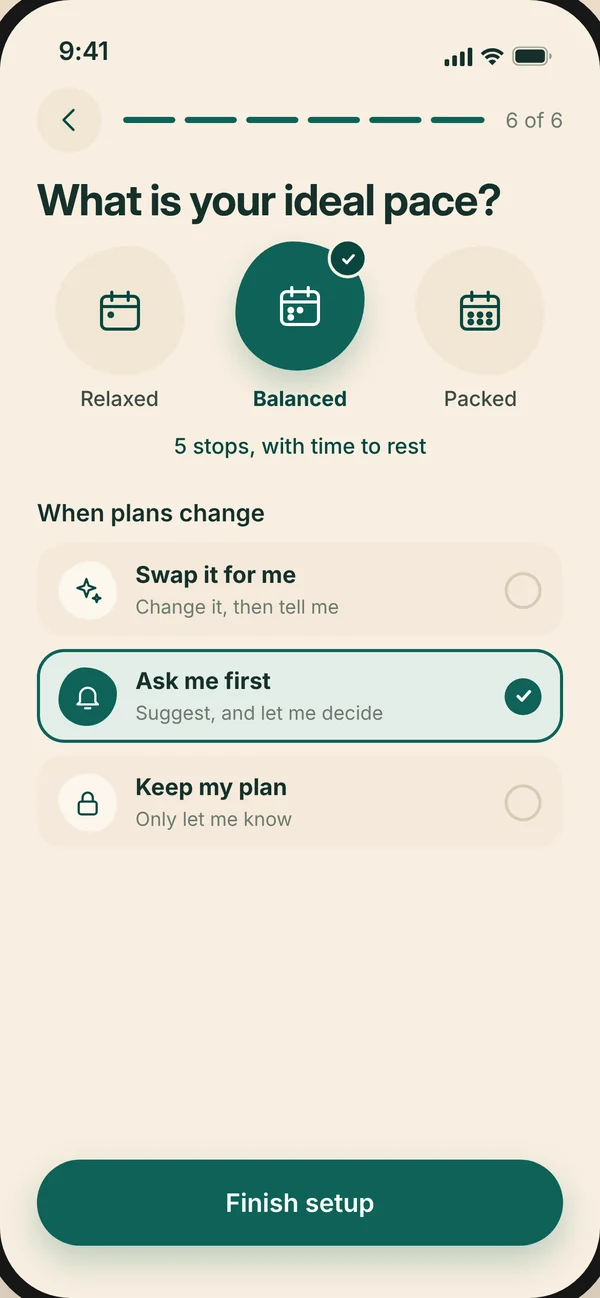 9:41
6 of 6
What is your ideal pace?
Relaxed
Balanced
Packed
5 stops, with time to rest
When plans change
Swap it for me
Change it, then tell me
Ask me first
Suggest, and let me decide
Keep my plan
Only let me know
Finish setup